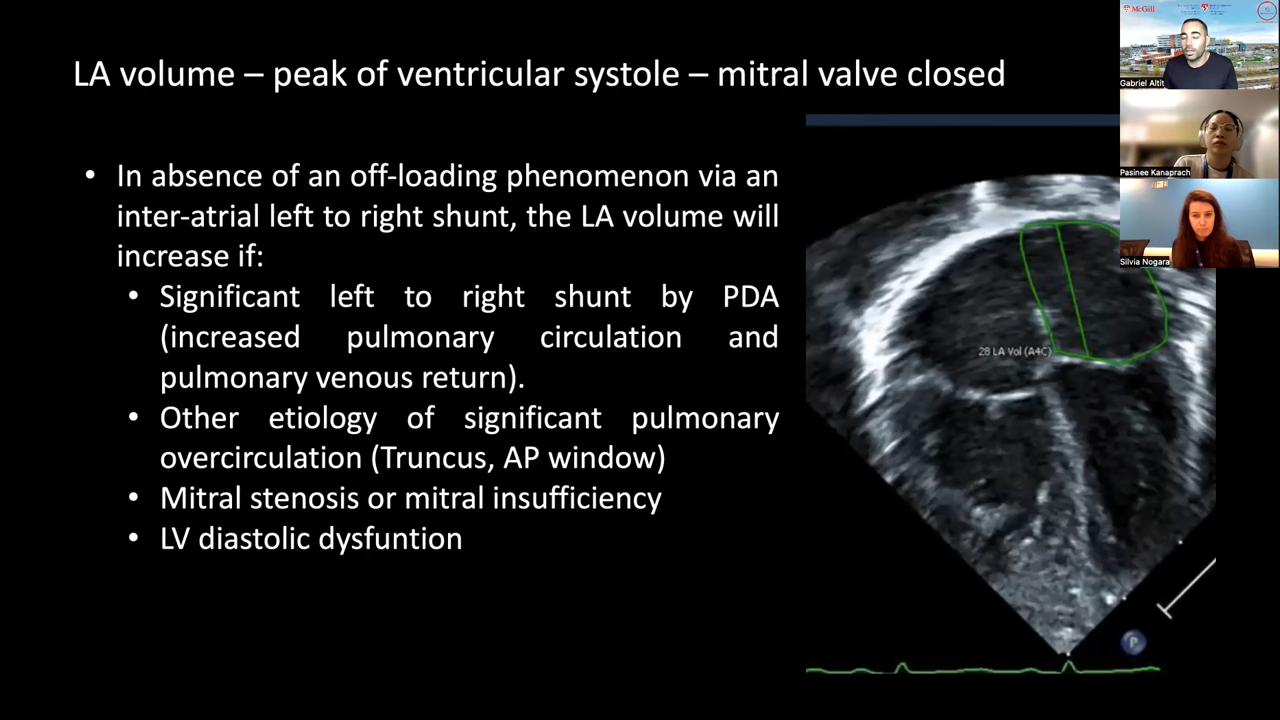 LA volume – peak of ventricular systole – mitral valve closed
• In absence of an off-loading phenomenon via an
inter-atrial left to right shunt, the LA volume will
increase if:
• Significant left to right shunt by PDA
(increased pulmonary circulation and
pulmonary venous return).
• Other etiology of significant pulmonary
overcirculation (Truncus, AP window)
• Mitral stenosis or mitral insufficiency
• LV diastolic dysfuntion
28 LA Vol (A4C)
P
McGill
Gabriel Altit
Pasinee Kanaprach
Silvia Nogara